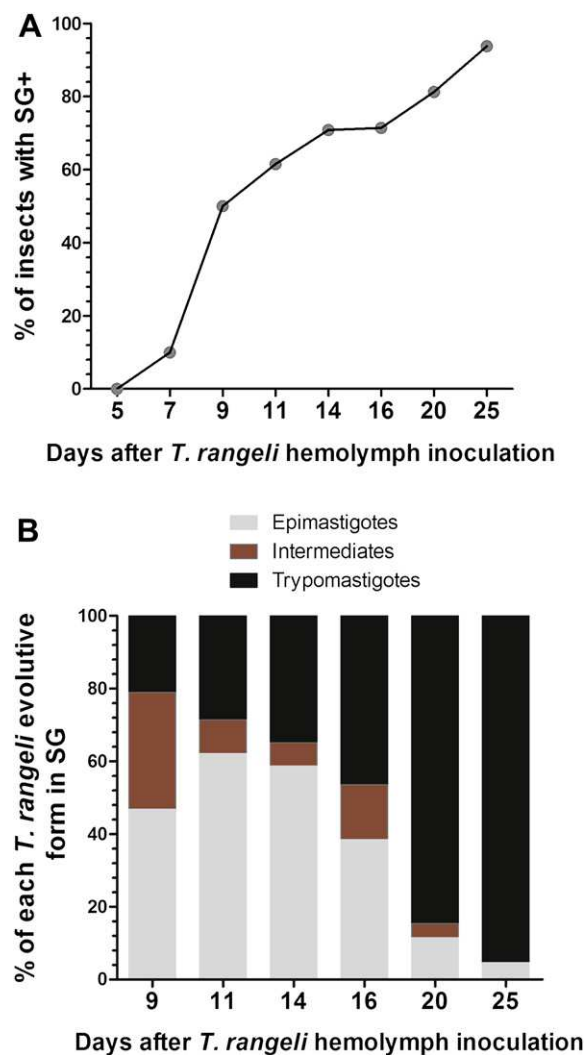 A
% of insects with SG+
100
80
60
40
20
0
5 7 9 11 14 16 20 25
Days after T. rangeli hemolymph inoculation
B
Epimastigotes
Intermediates
Trypomastigotes
% of each T. rangeli evolutive
form in SG
100
80
60
40
20
0
9 11 14 16 20 25
Days after T. rangeli hemolymph inoculation